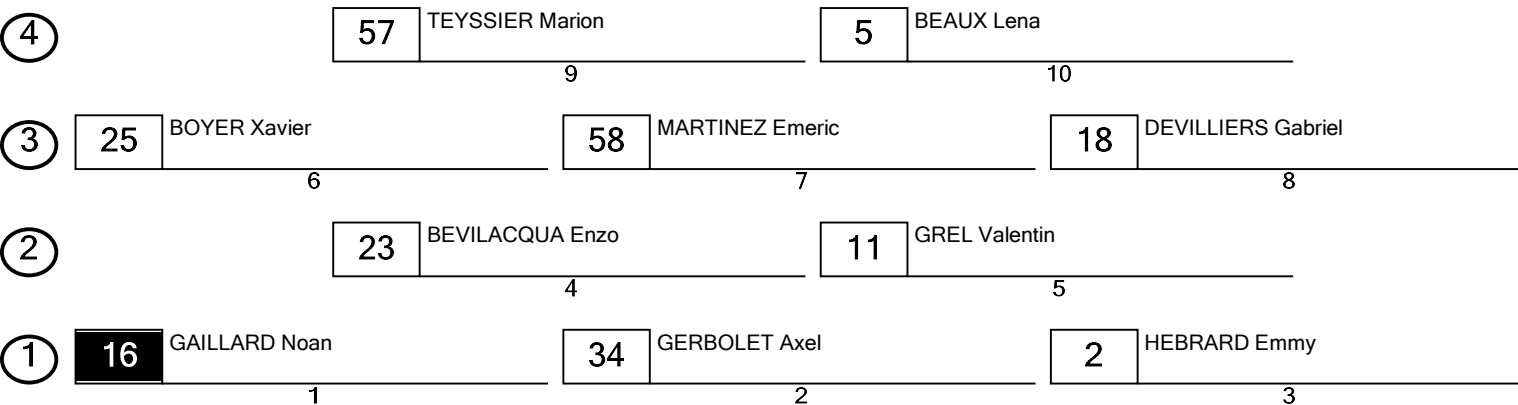 4 57 TEYSSIER Marion 5 BEAUX Lena
9 10
3 25 BOYER Xavier 58 MARTINEZ Emeric 18 DEVILLIERS Gabriel
6 7 8
2 23 BEVILACQUA Enzo 11 GREL Valentin
4 5
1 16 GAILLARD Noan 34 GERBOLET Axel 2 HEBRARD Emmy
1 2 3